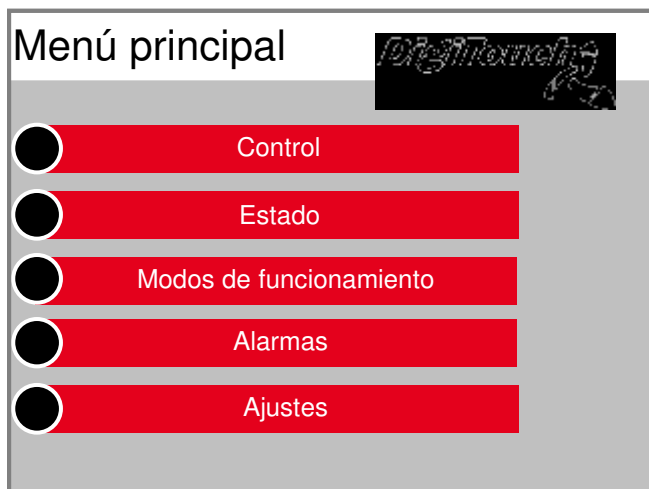 Menú principal
DigiTouch
Control
Estado
Modos de funcionamiento
Alarmas
Ajustes